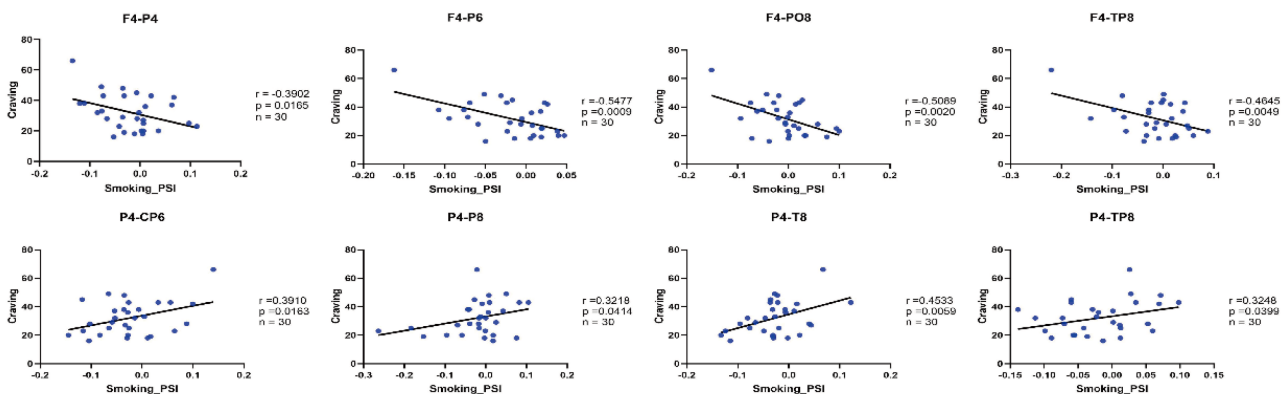 F4-P4
80
60
40
20
0
Craving
-0.2
-0.1
0.0
0.1
0.2
Smoking_PSI
r = -0.3902
p = 0.0165
n = 30
F4-P6
80
60
40
20
0
Craving
-0.20
-0.15
-0.10
-0.05
0.00
0.05
Smoking_PSI
r =-0.5477
p =0.0009
n = 30
F4-PO8
80
60
40
20
0
Craving
-0.2
-0.1
0.0
0.1
0.2
Smoking_PSI
r =-0.5089
p =0.0020
n = 30
F4-TP8
80
60
40
20
0
Craving
-0.3
-0.2
-0.1
0.0
0.1
Smoking_PSI
r =-0.4645
p =0.0049
n = 30
P4-CP6
80
60
40
20
0
Craving
-0.2
-0.1
0.0
0.1
0.2
Smoking_PSI
r =0.3910
p =0.0163
n = 30
P4-P8
80
60
40
20
0
Craving
-0.3
-0.2
-0.1
0.0
0.1
0.2
Smoking_PSI
r =0.3218
p =0.0414
n = 30
P4-T8
80
60
40
20
0
Craving
-0.2
-0.1
0.0
0.1
0.2
Smoking_PSI
r =0.4533
p =0.0059
n = 30
P4-TP8
80
60
40
20
0
Craving
-0.15
-0.10
-0.05
0.00
0.05
0.10
0.15
Smoking_PSI
r =0.3248
p =0.0399
n = 30